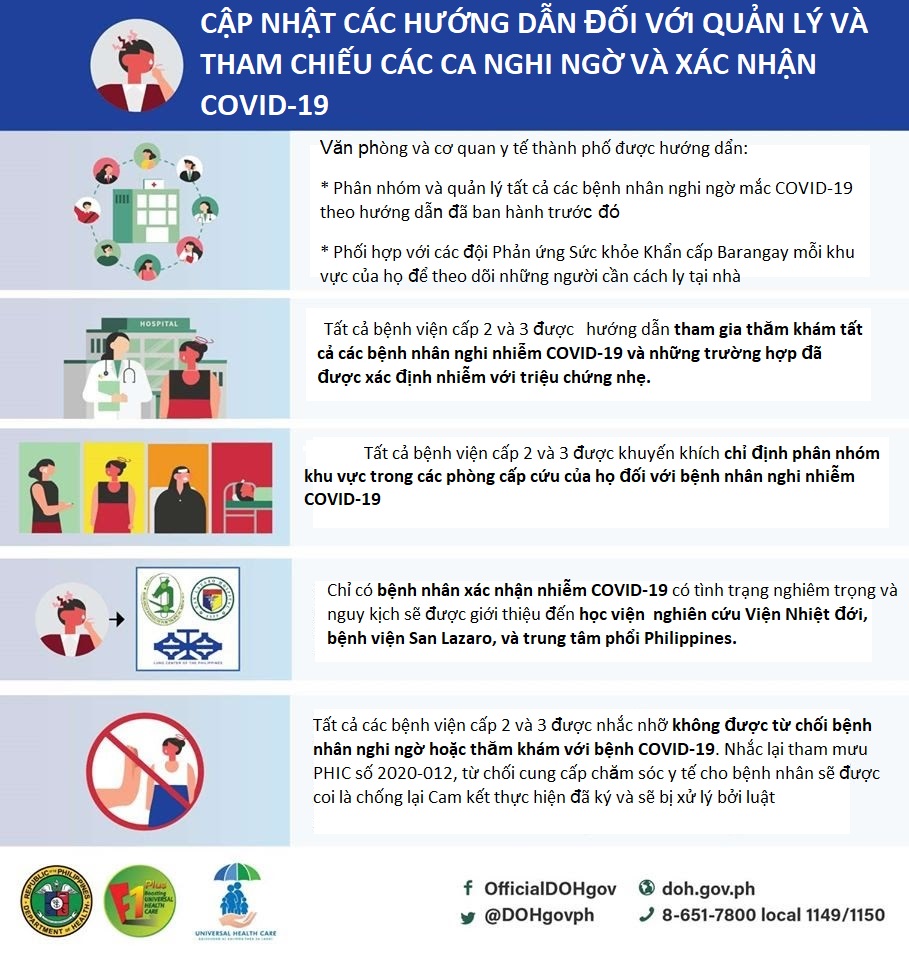 CẬP NHẬT CÁC HƯỚNG DẪN ĐỐI VỚI QUẢN LÝ VÀ
THAM CHIẾU CÁC CA NGHI NGỜ VÀ XÁC NHẬN
COVID-19
Văn phòng và cơ quan y tế thành phố được hướng dẩn:
* Phân nhóm và quản lý tất cả các bệnh nhân nghi ngờ mắc COVID-19
theo hướng dẫn đã ban hành trước đó
* Phối hợp với các đội Phản ứng Sức khỏe Khẩn cấp Barangay mỗi khu
vực của họ để theo dõi những người cần cách ly tại nhà
HOSPITAL
Tất cả bệnh viện cấp 2 và 3 được hướng dẫn tham gia thăm khám tất
cả các bệnh nhân nghi nhiễm COVID-19 và những trường hợp đã
được xác định nhiễm với triệu chứng nhẹ.
Tất cả bệnh viện cấp 2 và 3 được khuyến khích chỉ định phân nhóm
khu vực trong các phòng cấp cứu của họ đối với bệnh nhân nghi nhiễm
COVID-19
Chỉ có bệnh nhân xác nhận nhiễm COVID-19 có tình trạng nghiêm trọng và
nguy kịch sẽ được giới thiệu đến học viện nghiên cứu Viện Nhiệt đới,
bệnh viện San Lazaro, và trung tâm phổi Philippines.
LUNG CENTER OF THE PHILIPPINES
Tất cả các bệnh viện cấp 2 và 3 được nhắc nhỡ không được từ chối bệnh
nhân nghi ngờ hoặc thăm khám với bệnh COVID-19. Nhắc lại tham mưu
PHIC số 2020-012, từ chối cung cấp chăm sóc y tế cho bệnh nhân sẽ được
coi là chống lại Cam kết thực hiện đã ký và sẽ bị xử lý bởi luật
REPUBLIC OF THE PHILIPPINES
DEPARTMENT OF HEALTH
F1 Plus
Boosting
UNIVERSAL
HEALTH
CARE
UNIVERSAL HEALTH CARE
OfficialDOHgov
doh.gov.ph
@DOHgovph
8-651-7800 local 1149/1150